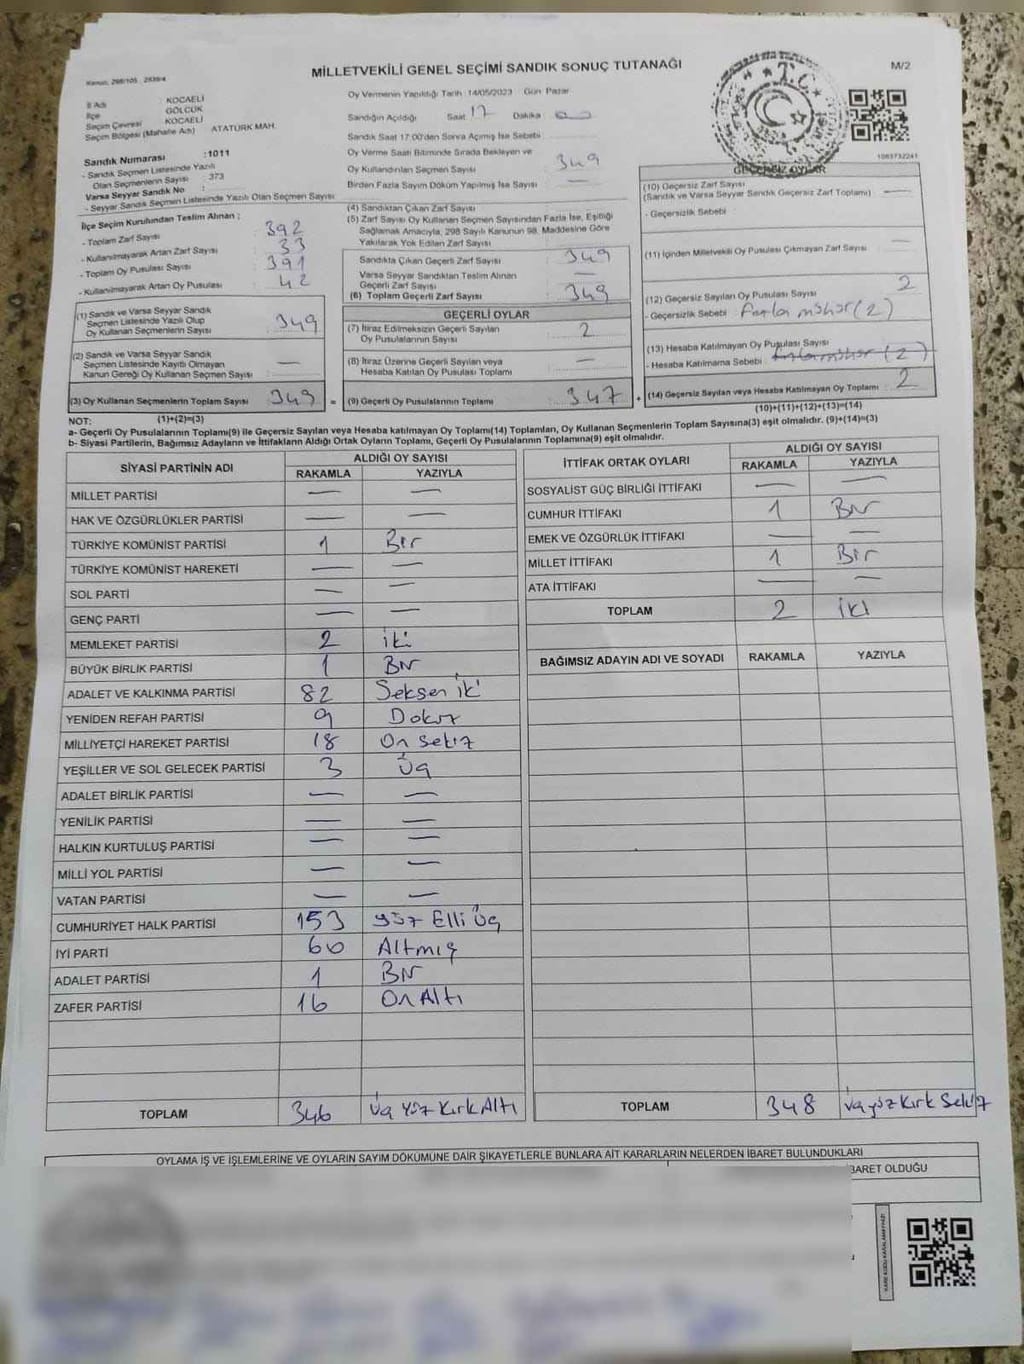 Kanun: 298/105 2839/4
MİLLETVEKİLİ GENEL SEÇİMİ SANDIK SONUÇ TUTANAĞI
M/2
T.C
1083732241
İl Adı : KOCAELİ
İlçe : GÖLCÜK
Seçim Çevresi : KOCAELİ
Seçim Bölgesi (Mahalle Adı) ATATÜRK MAH.
Sandık Numarası :1011
- Sandık Seçmen Listesinde Yazılı
Olan Seçmenlerin Sayısı : 373
Varsa Seyyar Sandık No :
- Seyyar Sandık Seçmen Listesinde Yazılı Olan Seçmen Sayısı :
İlçe Seçim Kurulundan Teslim Alınan ;
- Toplam Zarf Sayısı : 392
- Kullanılmayarak Artan Zarf Sayısı : 33
- Toplam Oy Pusulası Sayısı : 391
- Kullanılmayarak Artan Oy Pusulası : 42
(1) Sandık ve Varsa Seyyar Sandık
Seçmen Listesinde Yazılı Olup
Oy Kullanan Seçmenlerin Sayısı : 349
(2) Sandık ve Varsa Seyyar Sandık
Seçmen Listesinde Kayıtlı Olmayan
Kanun Gereği Oy Kullanan Seçmen Sayısı : —
(3) Oy Kullanan Seçmenlerin Toplam Sayısı 349
Oy Vermenin Yapıldığı Tarih :14/05/2023 Gün: Pazar
Sandığın Açıldığı Saat 17 Dakika 00
Sandık Saat 17:00'den Sonra Açılmış İse Sebebi
Oy Verme Saati Bitiminde Sırada Bekleyen ve
Oy Kullandırılan Seçmen Sayısı : 349
Birden Fazla Sayım Döküm Yapılmış İse Sayısı : —
(4) Sandıktan Çıkan Zarf Sayısı
(5) Zarf Sayısı Oy Kullanan Seçmen Sayısından Fazla İse, Eşitliği
Sağlamak Amacıyla, 298 Sayılı Kanunun 98. Maddesine Göre
Yakılarak Yok Edilen Zarf Sayısı
Sandıkta Çıkan Geçerli Zarf Sayısı : 349
Varsa Seyyar Sandıktan Teslim Alınan
Geçerli Zarf Sayısı : —
(6) Toplam Geçerli Zarf Sayısı : 349
GEÇERLİ OYLAR
(7) İtiraz Edilmeksizin Geçerli Sayılan
Oy Pusulalarının Sayısı : 2
(8) İtiraz Üzerine Geçerli Sayılan veya
Hesaba Katılan Oy Pusulası Toplamı : —
= (9) Geçerli Oy Pusulalarının Toplamı : 347 +
GEÇERSİZ OYLAR
(10) Geçersiz Zarf Sayısı
(Sandık ve Varsa Seyyar Sandık Geçersiz Zarf Toplamı) —
- Geçersizlik Sebebi :
(11) İçinden Milletvekili Oy Pusulası Çıkmayan Zarf Sayısı —
(12) Geçersiz Sayılan Oy Pusulası Sayısı : 2
- Geçersizlik Sebebi : Fazla mühür (2)
(13) Hesaba Katılmayan Oy Pusulası Sayısı
- Hesaba Katılmama Sebebi : Fazla mühür (2)
(14) Geçersiz Sayılan veya Hesaba Katılmayan Oy Toplamı : 2
(10)+(11)+(12)+(13)=(14)
NOT: (1)+(2)=(3)
a- Geçerli Oy Pusulalarının Toplamı(9) ile Geçersiz Sayılan veya Hesaba katılmayan Oy Toplamı(14) Toplamları, Oy Kullanan Seçmenlerin Toplam Sayısına(3) eşit olmalıdır. (9)+(14)=(3)
b- Siyasi Partilerin, Bağımsız Adayların ve İttifakların Aldığı Ortak Oyların Toplamı, Geçerli Oy Pusulalarının Toplamına(9) eşit olmalıdır.
SİYASİ PARTİNİN ADI ALDIĞI OY SAYISI
RAKAMLA YAZIYLA
MİLLET PARTİSİ — —
HAK VE ÖZGÜRLÜKLER PARTİSİ — —
TÜRKİYE KOMÜNİST PARTİSİ 1 Bir
TÜRKİYE KOMÜNİST HAREKETİ — —
SOL PARTİ — —
GENÇ PARTİ — —
MEMLEKET PARTİSİ 2 iki
BÜYÜK BİRLİK PARTİSİ 1 Bir
ADALET VE KALKINMA PARTİSİ 82 Seksen iki
YENİDEN REFAH PARTİSİ 9 Dokuz
MİLLİYETÇİ HAREKET PARTİSİ 18 On Sekiz
YEŞİLLER VE SOL GELECEK PARTİSİ 3 Üç
ADALET BİRLİK PARTİSİ — —
YENİLİK PARTİSİ — —
HALKIN KURTULUŞ PARTİSİ — —
MİLLİ YOL PARTİSİ — —
VATAN PARTİSİ — —
CUMHURİYET HALK PARTİSİ 153 Yüz Elli Üç
İYİ PARTİ 60 Altmış
ADALET PARTİSİ 1 Bir
ZAFER PARTİSİ 16 On Altı
TOPLAM 346 Üç Yüz Kırk Altı
İTTİFAK ORTAK OYLARI ALDIĞI OY SAYISI
RAKAMLA YAZIYLA
SOSYALİST GÜÇ BİRLİĞİ İTTİFAKI — —
CUMHUR İTTİFAKI 1 Bir
EMEK VE ÖZGÜRLÜK İTTİFAKI — —
MİLLET İTTİFAKI 1 Bir
ATA İTTİFAKI — —
TOPLAM 2 İki
BAĞIMSIZ ADAYIN ADI VE SOYADI RAKAMLA YAZIYLA
TOPLAM 348 Üçyüz Kırk Sekiz
OYLAMA İŞ VE İŞLEMLERİNE VE OYLARIN SAYIM DÖKÜMÜNE DAİR ŞİKAYETLERLE BUNLARA AİT KARARLARIN NELERDEN İBARET BULUNDUKLARI
İBARET OLDUĞU